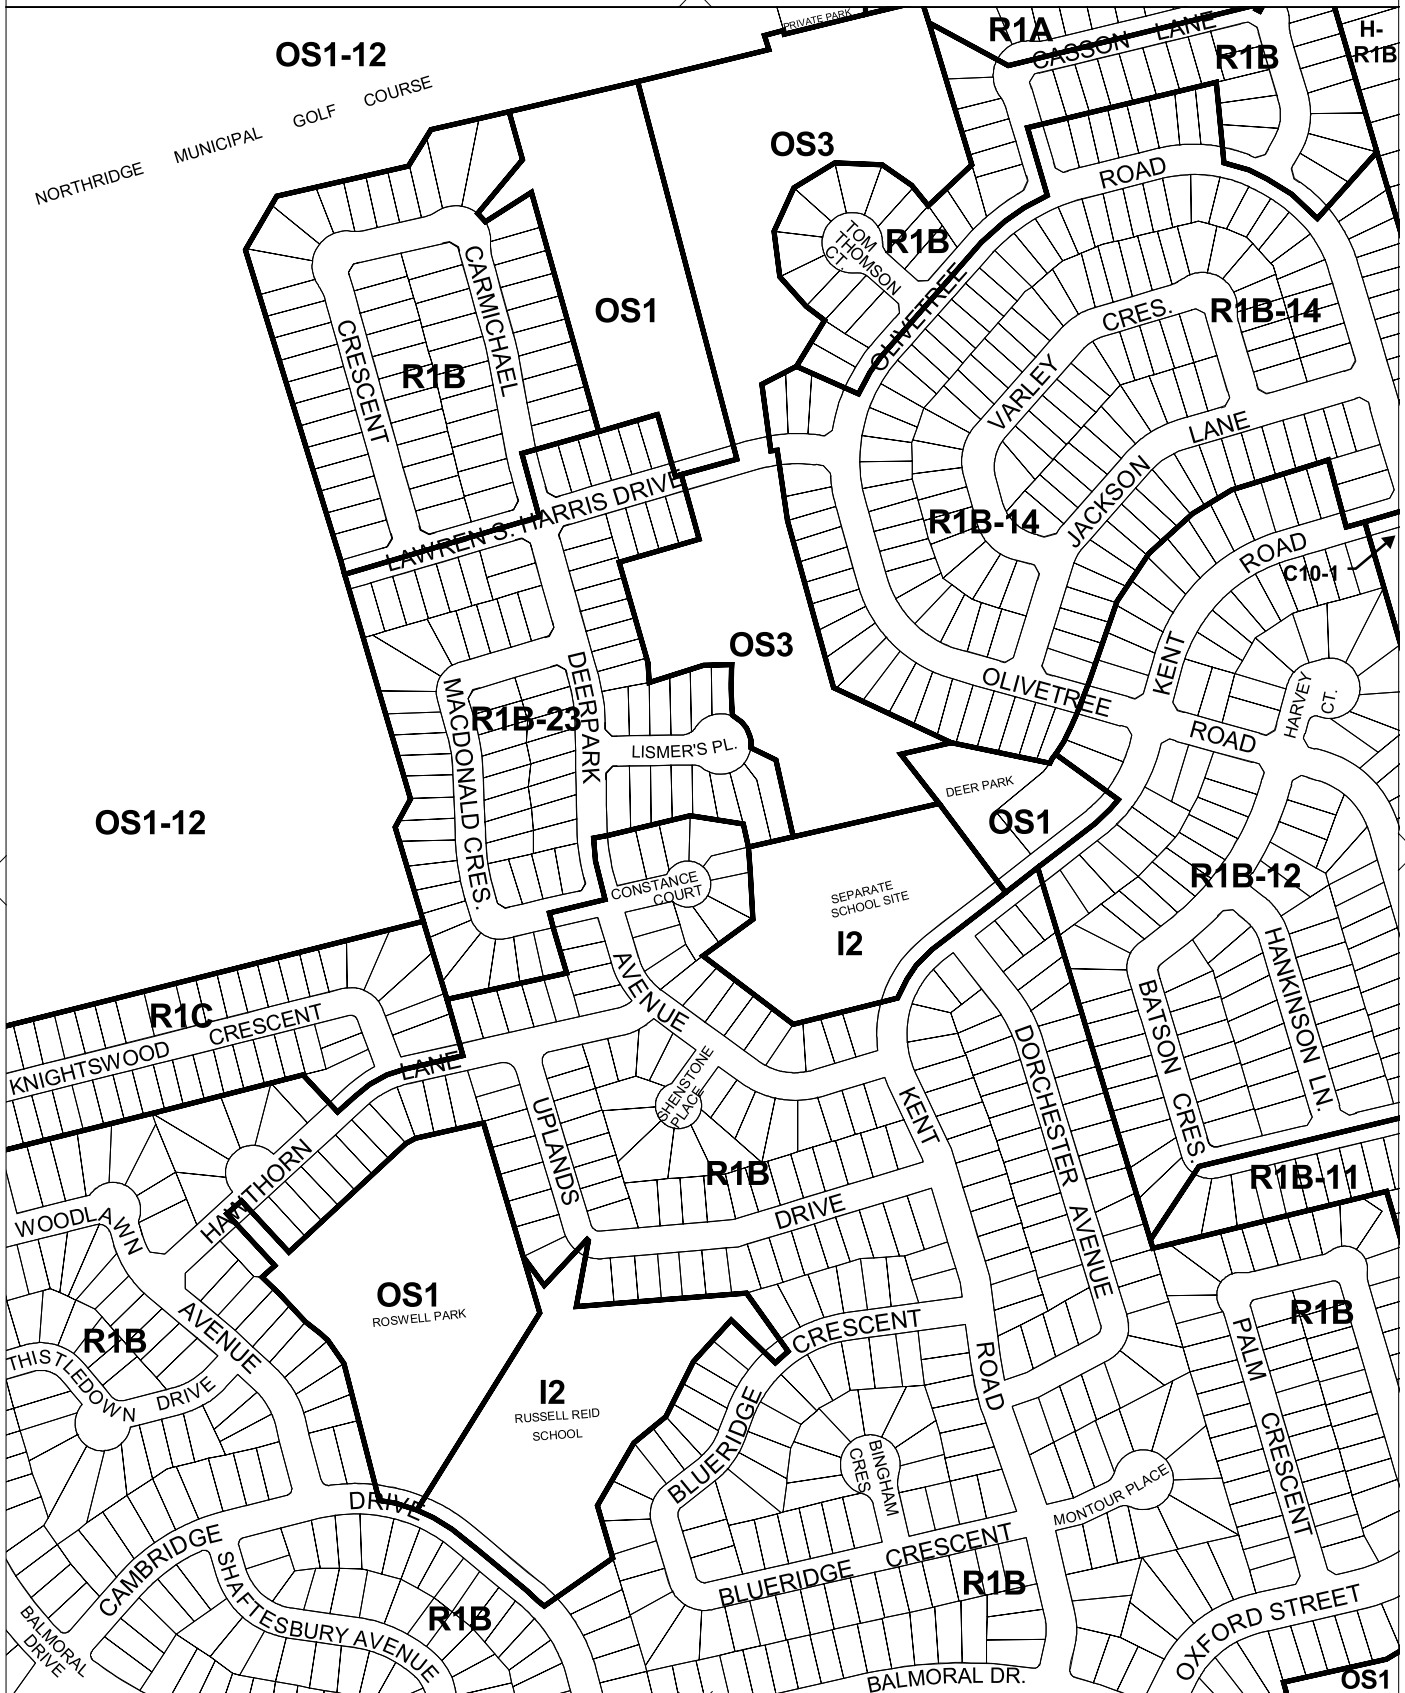 PRIVATE PARK
R1A
H-
R1B
CASSON LANE
R1B
OS1-12
NORTHRIDGE MUNICIPAL GOLF COURSE
OS3
ROAD
TOM
THOMSON
CT.
R1B
OLIVETREE
CARMICHAEL
CRESCENT
R1B
OS1
CRES.
R1B-14
VARLEY
LANE
JACKSON
R1B-14
LAWREN S. HARRIS DRIVE
ROAD
C10-1
KENT
OS3
DEERPARK
MACDONALD CRES.
R1B-23
LISMER'S PL.
OLIVETREE
ROAD
HARVEY
CT.
DEER PARK
OS1
OS1-12
R1B-12
CONSTANCE
COURT
SEPARATE
SCHOOL SITE
I2
AVENUE
HANKINSON LN.
BATSON CRES.
R1C
KNIGHTSWOOD CRESCENT
LANE
SHENSTONE
PLACE
DORCHESTER AVENUE
KENT
UPLANDS
HAWTHORN
R1B
R1B-11
DRIVE
WOODLAWN
AVENUE
OS1
ROSWELL PARK
R1B
THISTLEDOWN DRIVE
CRESCENT
BLUERIDGE
ROAD
R1B
PALM CRESCENT
I2
RUSSELL REID
SCHOOL
BINGHAM
CRES
MONTOUR PLACE
DRIVE
CAMBRIDGE
SHAFTESBURY AVENUE
BLUERIDGE CRESCENT
R1B
R1B
BALMORAL
DRIVE
OXFORD STREET
BALMORAL DR.
OS1